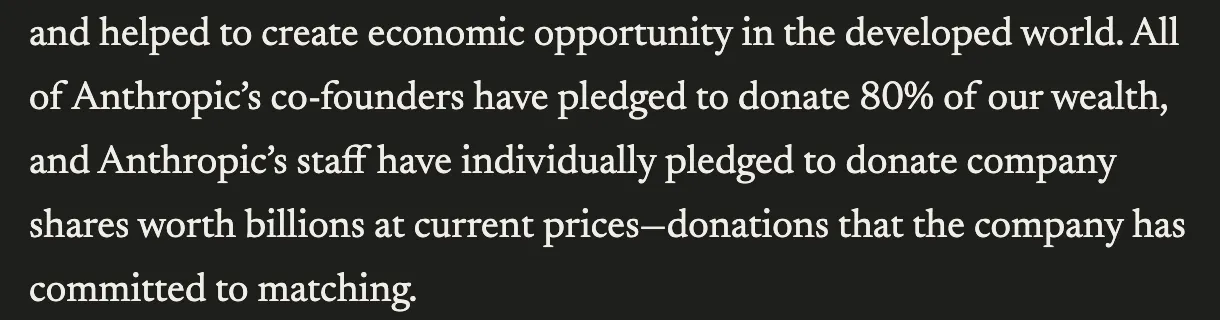 and helped to create economic opportunity in the developed world. All
of Anthropic’s co-founders have pledged to donate 80% of our wealth,
and Anthropic’s staff have individually pledged to donate company
shares worth billions at current prices—donations that the company has
committed to matching.